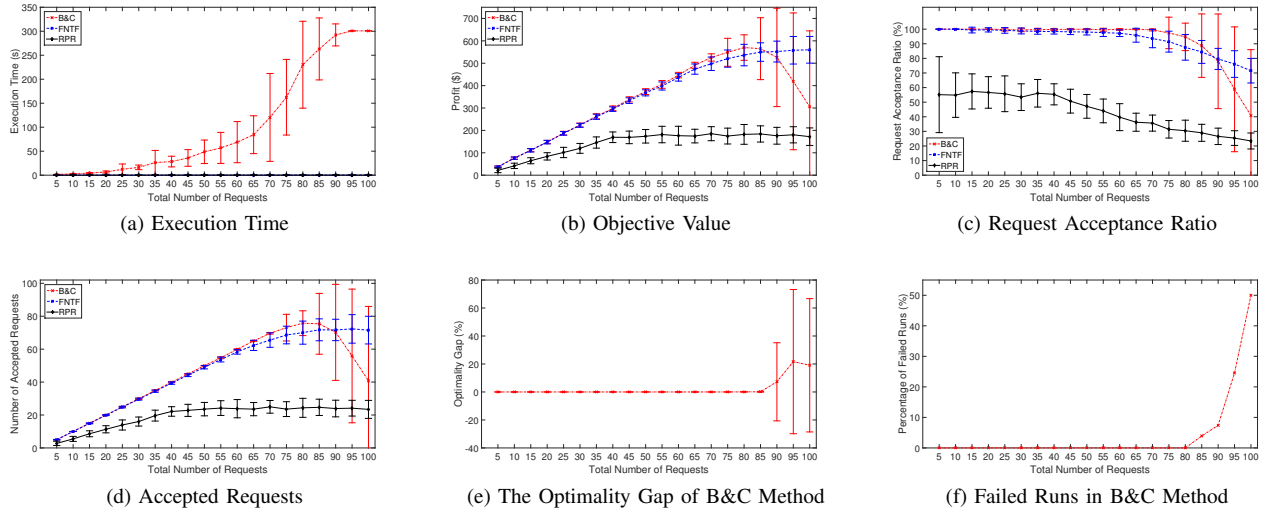 Execution Time (s)
350
300
250
200
150
100
50
0
B&C
FNTF
RPR
5 10 15 20 25 30 35 40 45 50 55 60 65 70 75 80 85 90 95 100
Total Number of Requests
(a) Execution Time
Profit ($)
800
700
600
500
400
300
200
100
0
B&C
FNTF
RPR
5 10 15 20 25 30 35 40 45 50 55 60 65 70 75 80 85 90 95 100
Total Number of Requests
(b) Objective Value
Request Acceptance Ratio (%)
100
90
80
70
60
50
40
30
20
10
0
B&C
FNTF
RPR
5 10 15 20 25 30 35 40 45 50 55 60 65 70 75 80 85 90 95 100
Total Number of Requests
(c) Request Acceptance Ratio
Number of Accepted Requests
100
80
60
40
20
0
B&C
FNTF
RPR
5 10 15 20 25 30 35 40 45 50 55 60 65 70 75 80 85 90 95 100
Total Number of Requests
(d) Accepted Requests
Optimality Gap (%)
80
60
40
20
0
-20
-40
5 10 15 20 25 30 35 40 45 50 55 60 65 70 75 80 85 90 95 100
Total Number of Requests
(e) The Optimality Gap of B&C Method
Percentage of Failed Runs (%)
50
40
30
20
10
0
5 10 15 20 25 30 35 40 45 50 55 60 65 70 75 80 85 90 95 100
Total Number of Requests
(f) Failed Runs in B&C Method